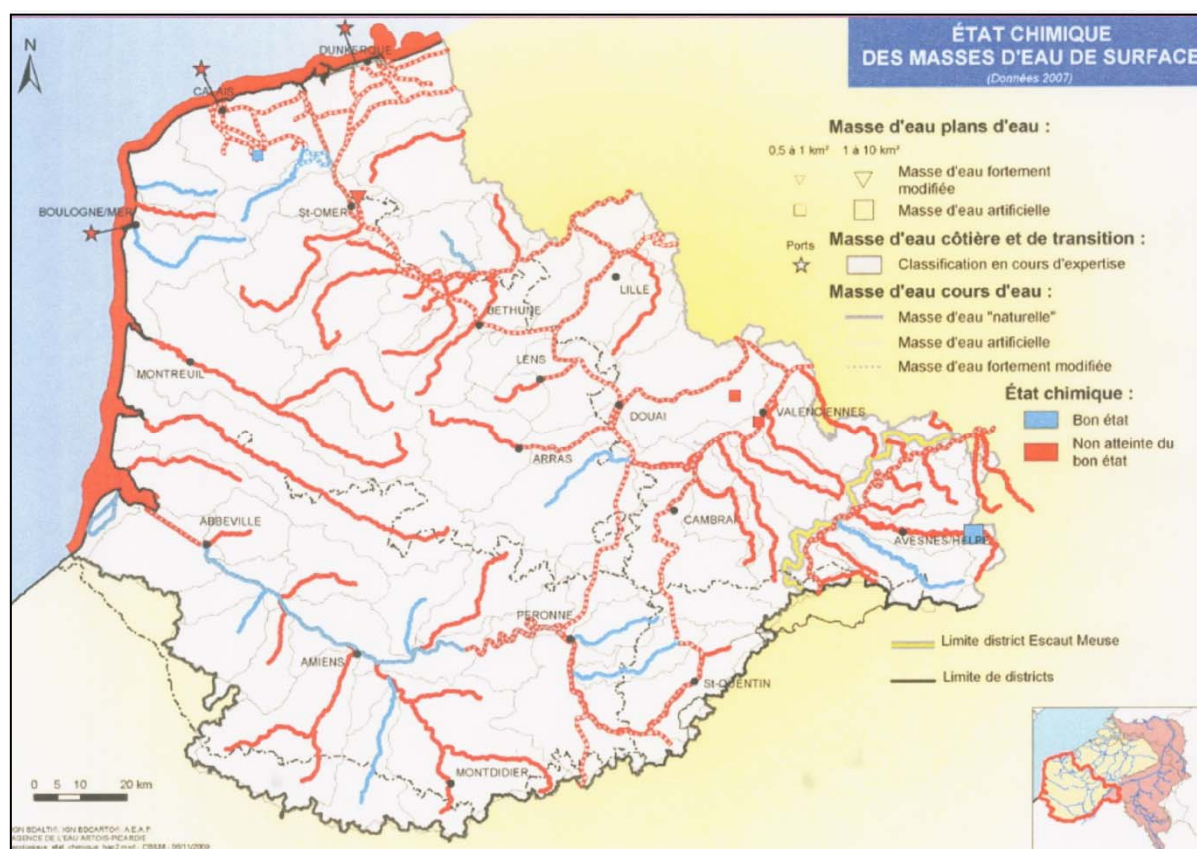 ÉTAT CHIMIQUE
DES MASSES D'EAU DE SURFACE
(Données 2007)
N
DUNKERQUE
CALAIS
BOULOGNE/MER
St-OMER
LILLE
BETHUNE
LENS
MONTREUIL
DOUAI
VALENCIENNES
ARRAS
CAMBRAI
ABBEVILLE
AVESNES/HELPE
PERONNE
AMIENS
St-QUENTIN
MONTDIDIER
Masse d'eau plans d'eau :
0,5 à 1 km² 1 à 10 km²
Masse d'eau fortement
modifiée
Masse d'eau artificielle
Ports
Masse d'eau côtière et de transition :
Classification en cours d'expertise
Masse d'eau cours d'eau :
Masse d'eau "naturelle"
Masse d'eau artificielle
Masse d'eau fortement modifiée
État chimique :
Bon état
Non atteinte du
bon état
Limite district Escaut Meuse
Limite de districts
0 5 10 20 km
AGENCE DE L'EAU ARTOIS-PICARDIE